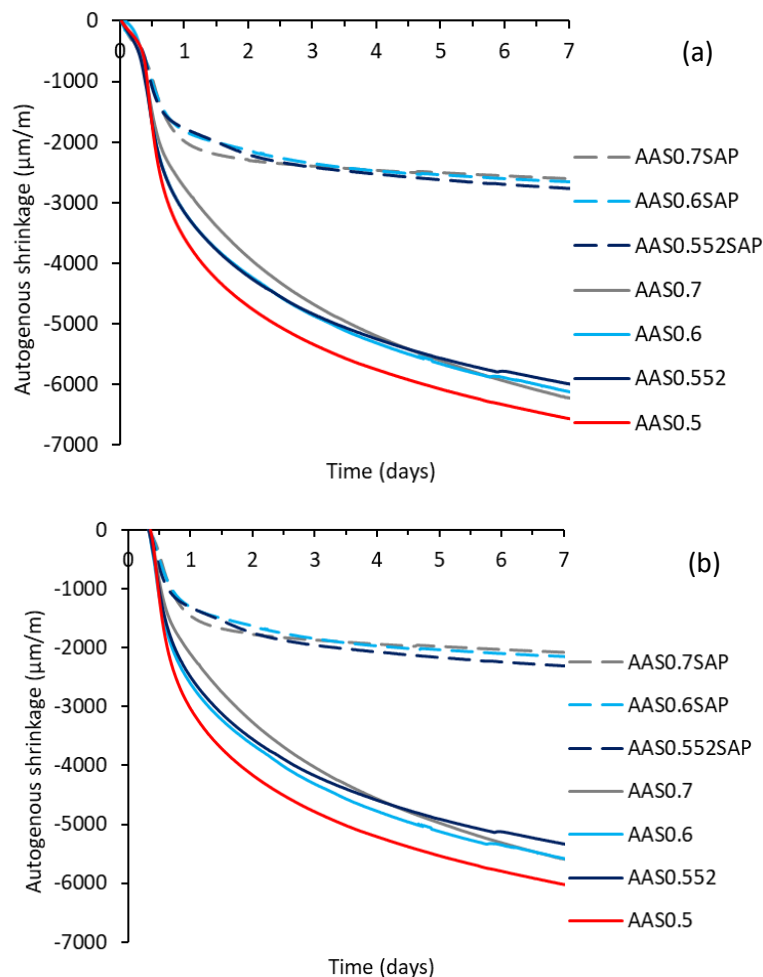 0
0 1 2 3 4 5 6 7
(a)
-1000
-2000
-3000
-4000
-5000
-6000
-7000
Autogenous shrinkage (µm/m)
AAS0.7SAP
AAS0.6SAP
AAS0.552SAP
AAS0.7
AAS0.6
AAS0.552
AAS0.5
Time (days)
0
0 1 2 3 4 5 6 7
(b)
-1000
-2000
-3000
-4000
-5000
-6000
-7000
Autogenous shrinkage (µm/m)
AAS0.7SAP
AAS0.6SAP
AAS0.552SAP
AAS0.7
AAS0.6
AAS0.552
AAS0.5
Time (days)